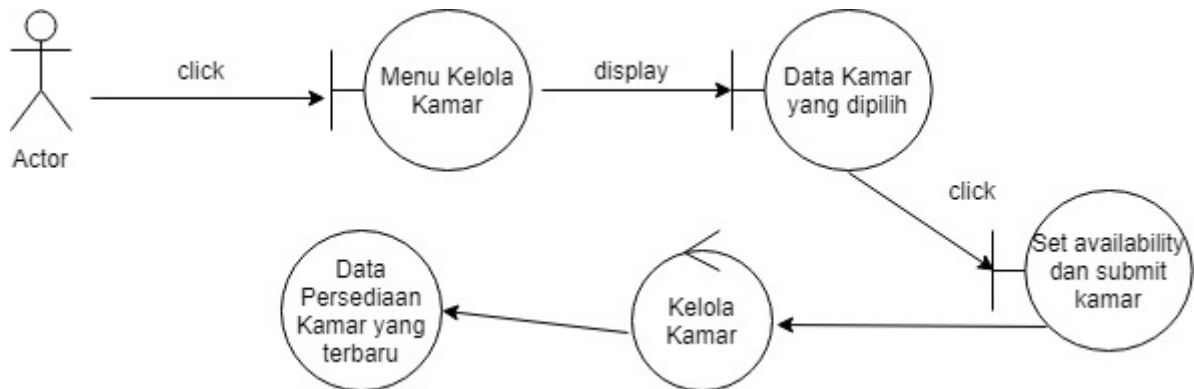 Actor
click
Menu Kelola
Kamar
display
Data Kamar
yang dipilih
click
Set availability
dan submit
kamar
Kelola
Kamar
Data
Persediaan
Kamar yang
terbaru